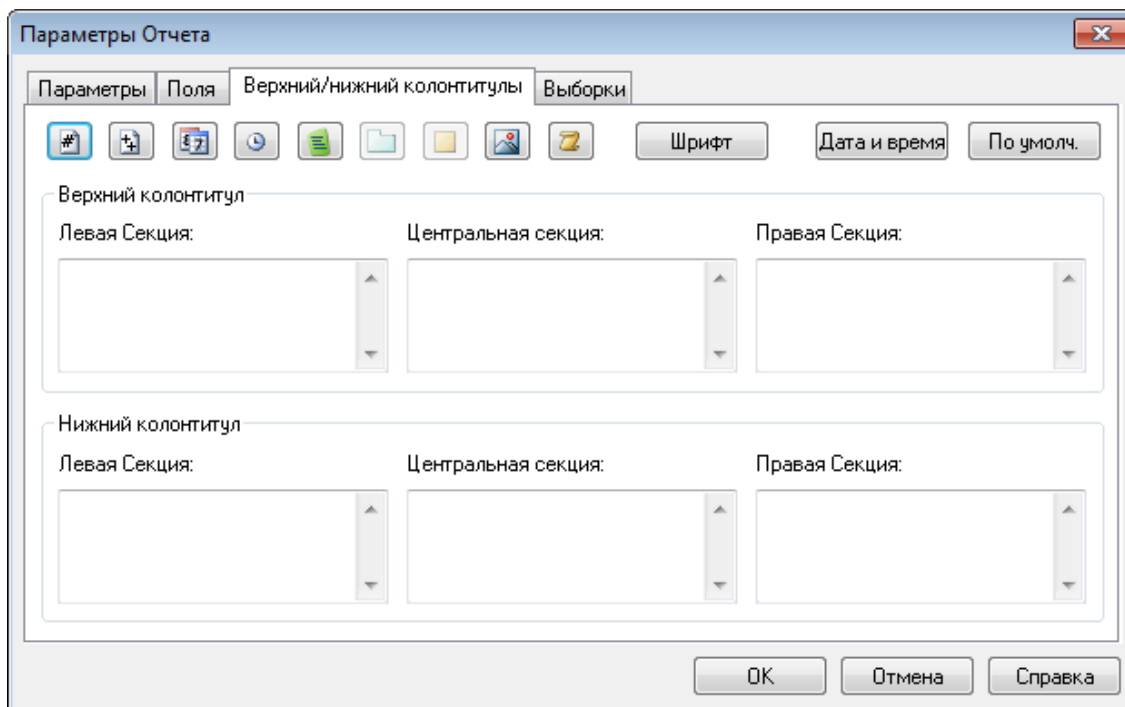 Параметры Отчета
Параметры Поля Верхний/нижний колонтитулы Выборки
Шрифт Дата и время По умолч.
Верхний колонтитул
Левая Секция: Центральная секция: Правая Секция:
Нижний колонтитул
Левая Секция: Центральная секция: Правая Секция:
OK Отмена Справка